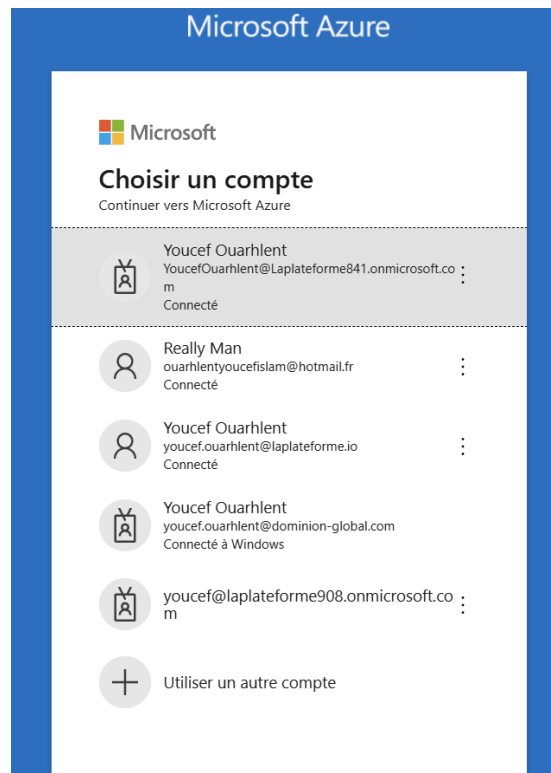 Microsoft Azure
Microsoft
Choisir un compte
Continuer vers Microsoft Azure
Youcef Ouarhlent
YoucefOuarhlent@Laplateforme841.onmicrosoft.co
m
Connecté
Really Man
ouarhlentyoucefislam@hotmail.fr
Connecté
Youcef Ouarhlent
youcef.ouarhlent@laplateforme.io
Connecté
Youcef Ouarhlent
youcef.ouarhlent@dominion-global.com
Connecté à Windows
youcef@laplateforme908.onmicrosoft.co
m
Utiliser un autre compte